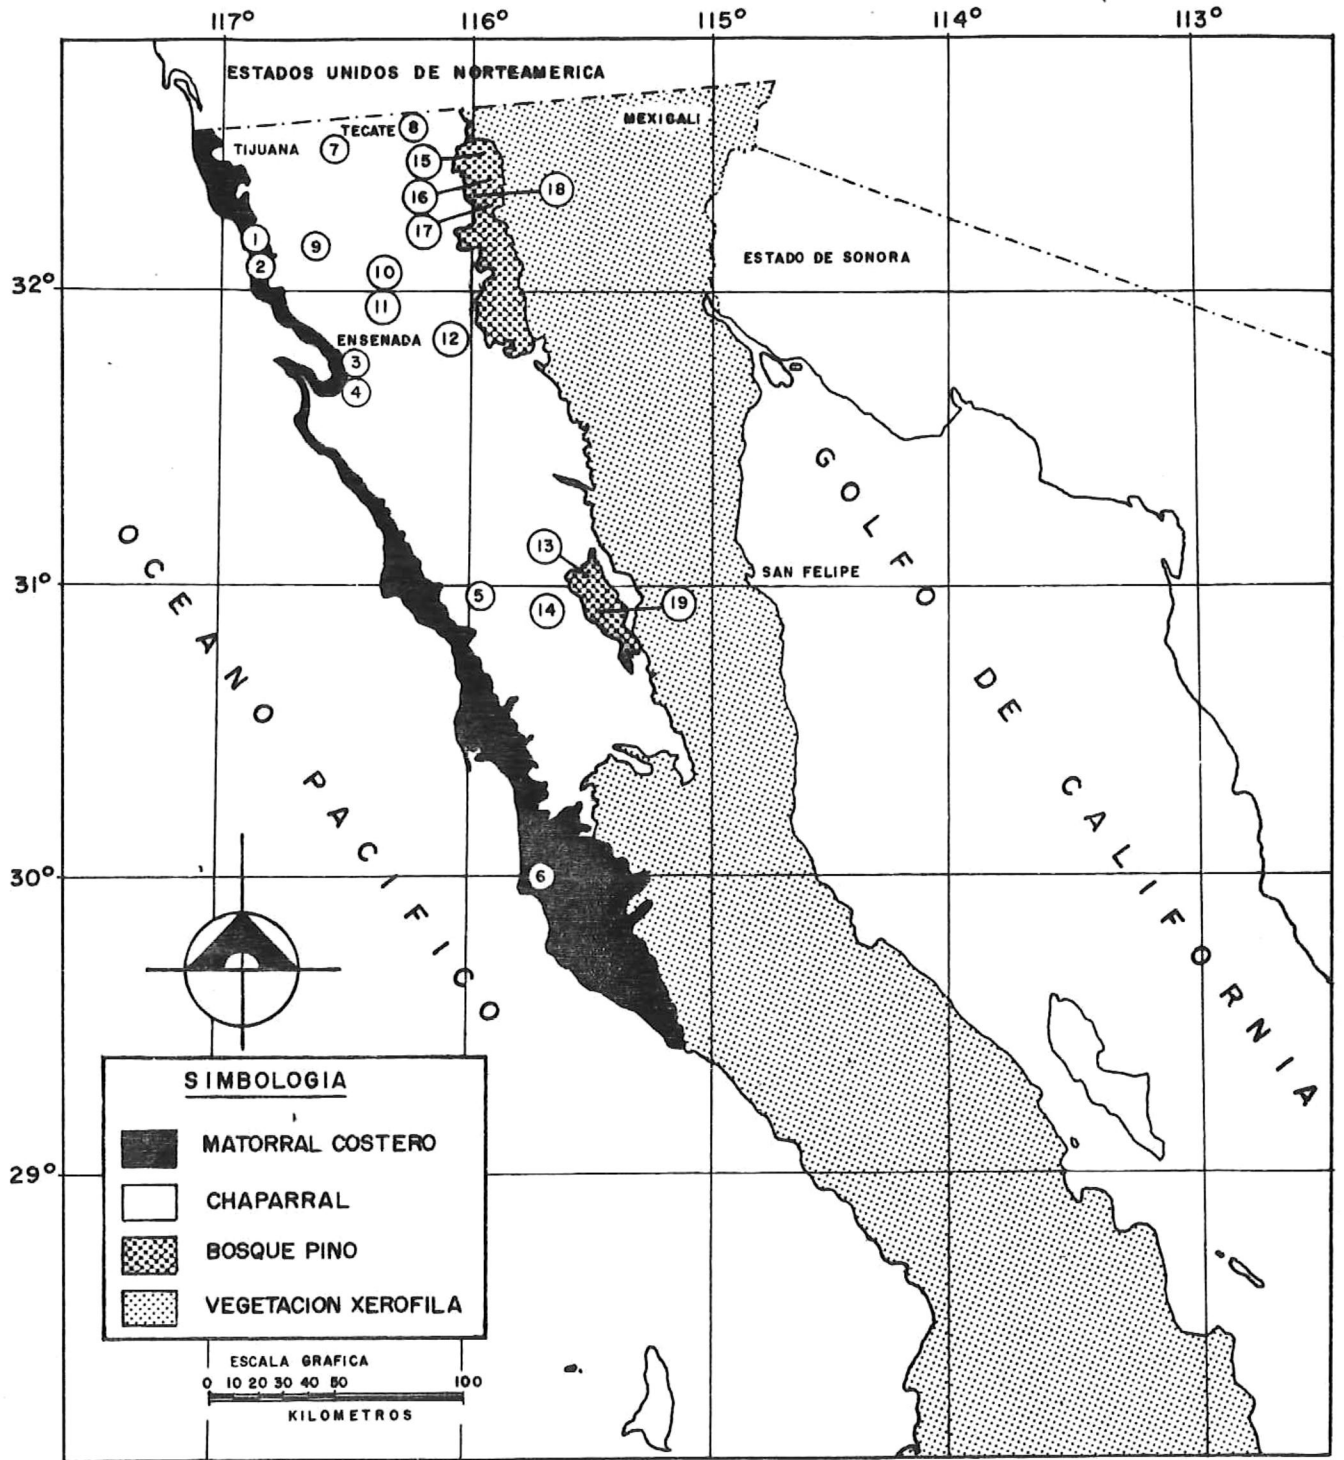 117° 116° 115° 114° 113°
ESTADOS UNIDOS DE NORTEAMERICA
MEXICALI
TECATE 8
TIJUANA 7
15
16 18
17
1 9
2 10
ESTADO DE SONORA
32°
11
ENSENADA 12
3
4
GOLFO DE CALIFORNIA
OCEANO PACIFICO
13
SAN FELIPE
31°
5 14 19
30°
6
SIMBOLOGIA
MATORRAL COSTERO
29°
CHAPARRAL
BOSQUE PINO
VEGETACION XEROFILA
ESCALA GRAFICA
0 10 20 30 40 50 100
KILOMETROS